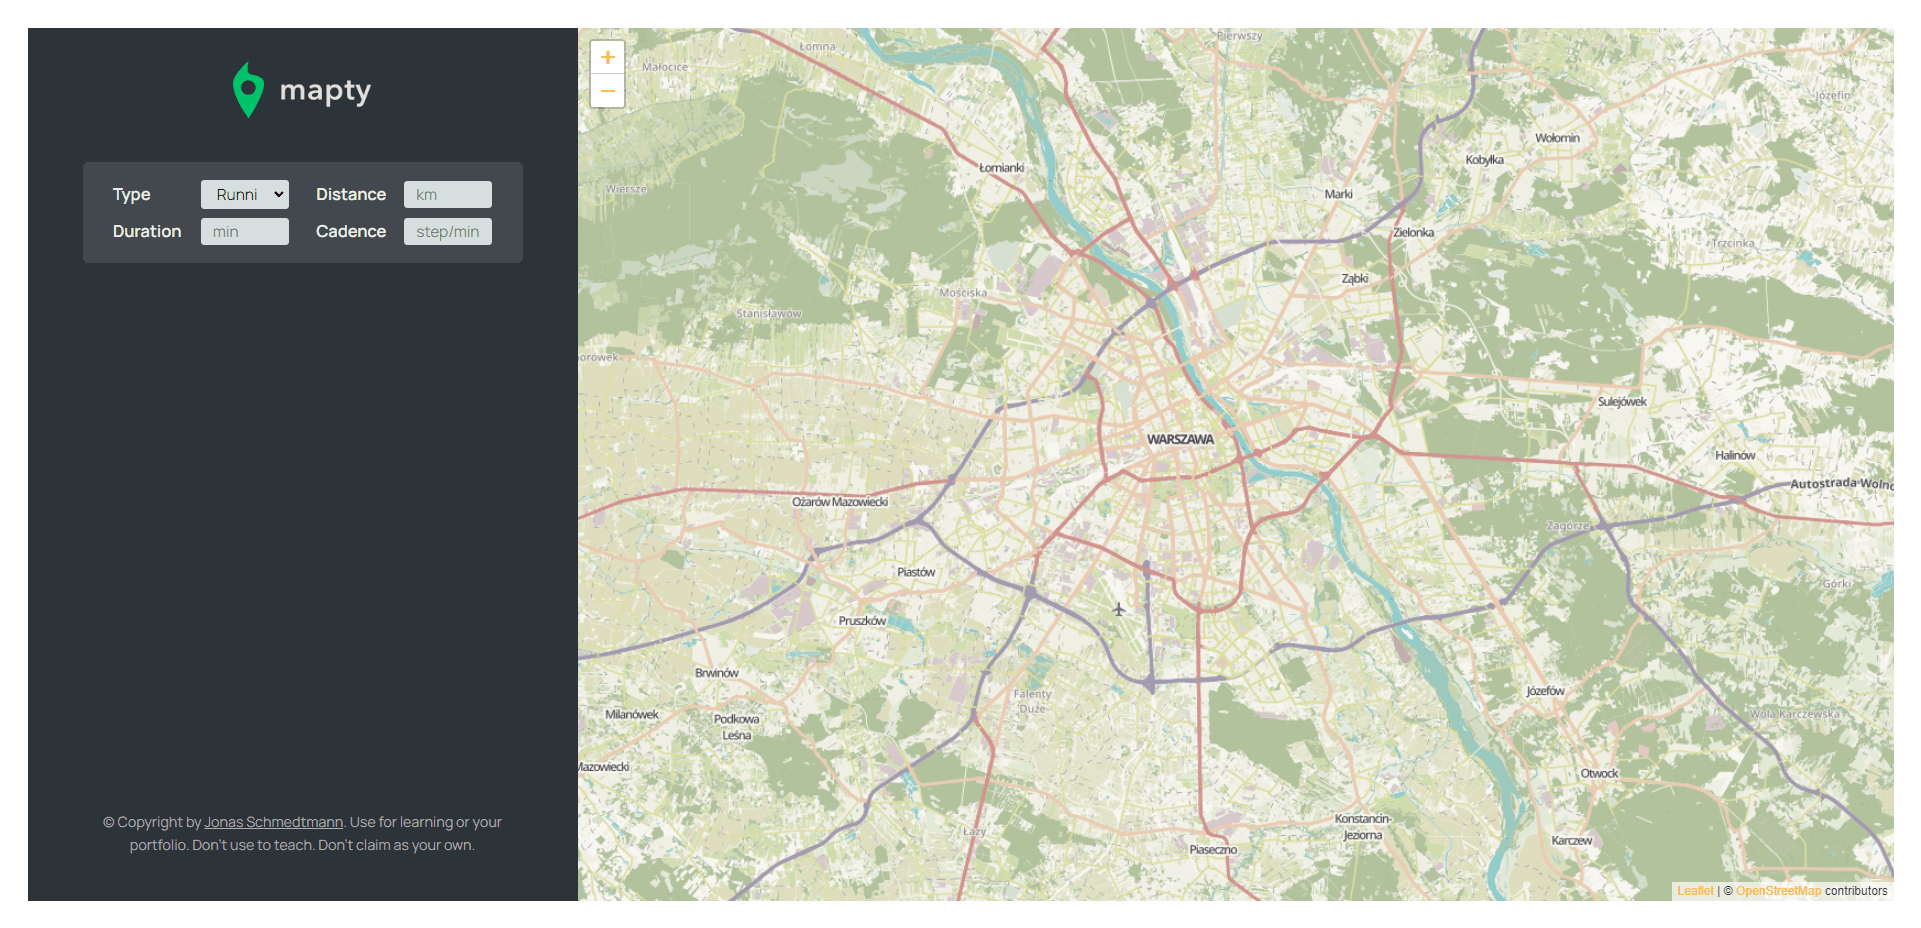 mapty
Type Runni Distance km
Duration min Cadence step/min
© Copyright by Jonas Schmedtmann. Use for learning or your
portfolio. Don't use to teach. Don't claim as your own.
+
−
Łomna
Pierwszy
Małocice
Józefin
Wołomin
Kobyłka
Łomianki
Wiersze
Marki
Zielonka
Trzcinka
Ząbki
Mościska
Stanisławów
orowek
Sulejówek
WARSZAWA
Halinów
Autostrada Wolno
Ożarów Mazowiecki
Zagórze
Piastów
Górki
Pruszków
Brwinów
Józefów
Falenty
Duże
Milanówek
Podkowa
Leśna
Wola Karczewska
Mazowiecki
Otwock
Konstancin-
Jeziorna
Łazy
Karczew
Piaseczno
Leaflet | © OpenStreetMap contributors